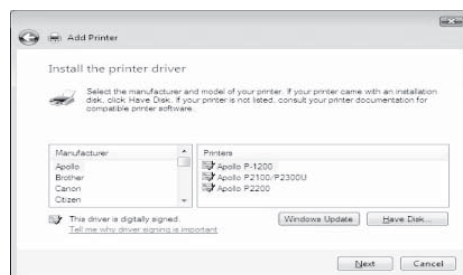 Add Printer
Install the printer driver
Select the manufacturer and model of your printer. If your printer came with an installation
disk, click Have Disk. If your printer is not listed, consult your printer documentation for
compatible printer software.
Manufacturer
Apollo
Brother
Canon
Citizen
Printers
Apollo P-1200
Apollo P2100/P2300U
Apollo P2200
This driver is digitally signed.
Tell me why driver signing is important
Windows Update
Have Disk...
Next
Cancel